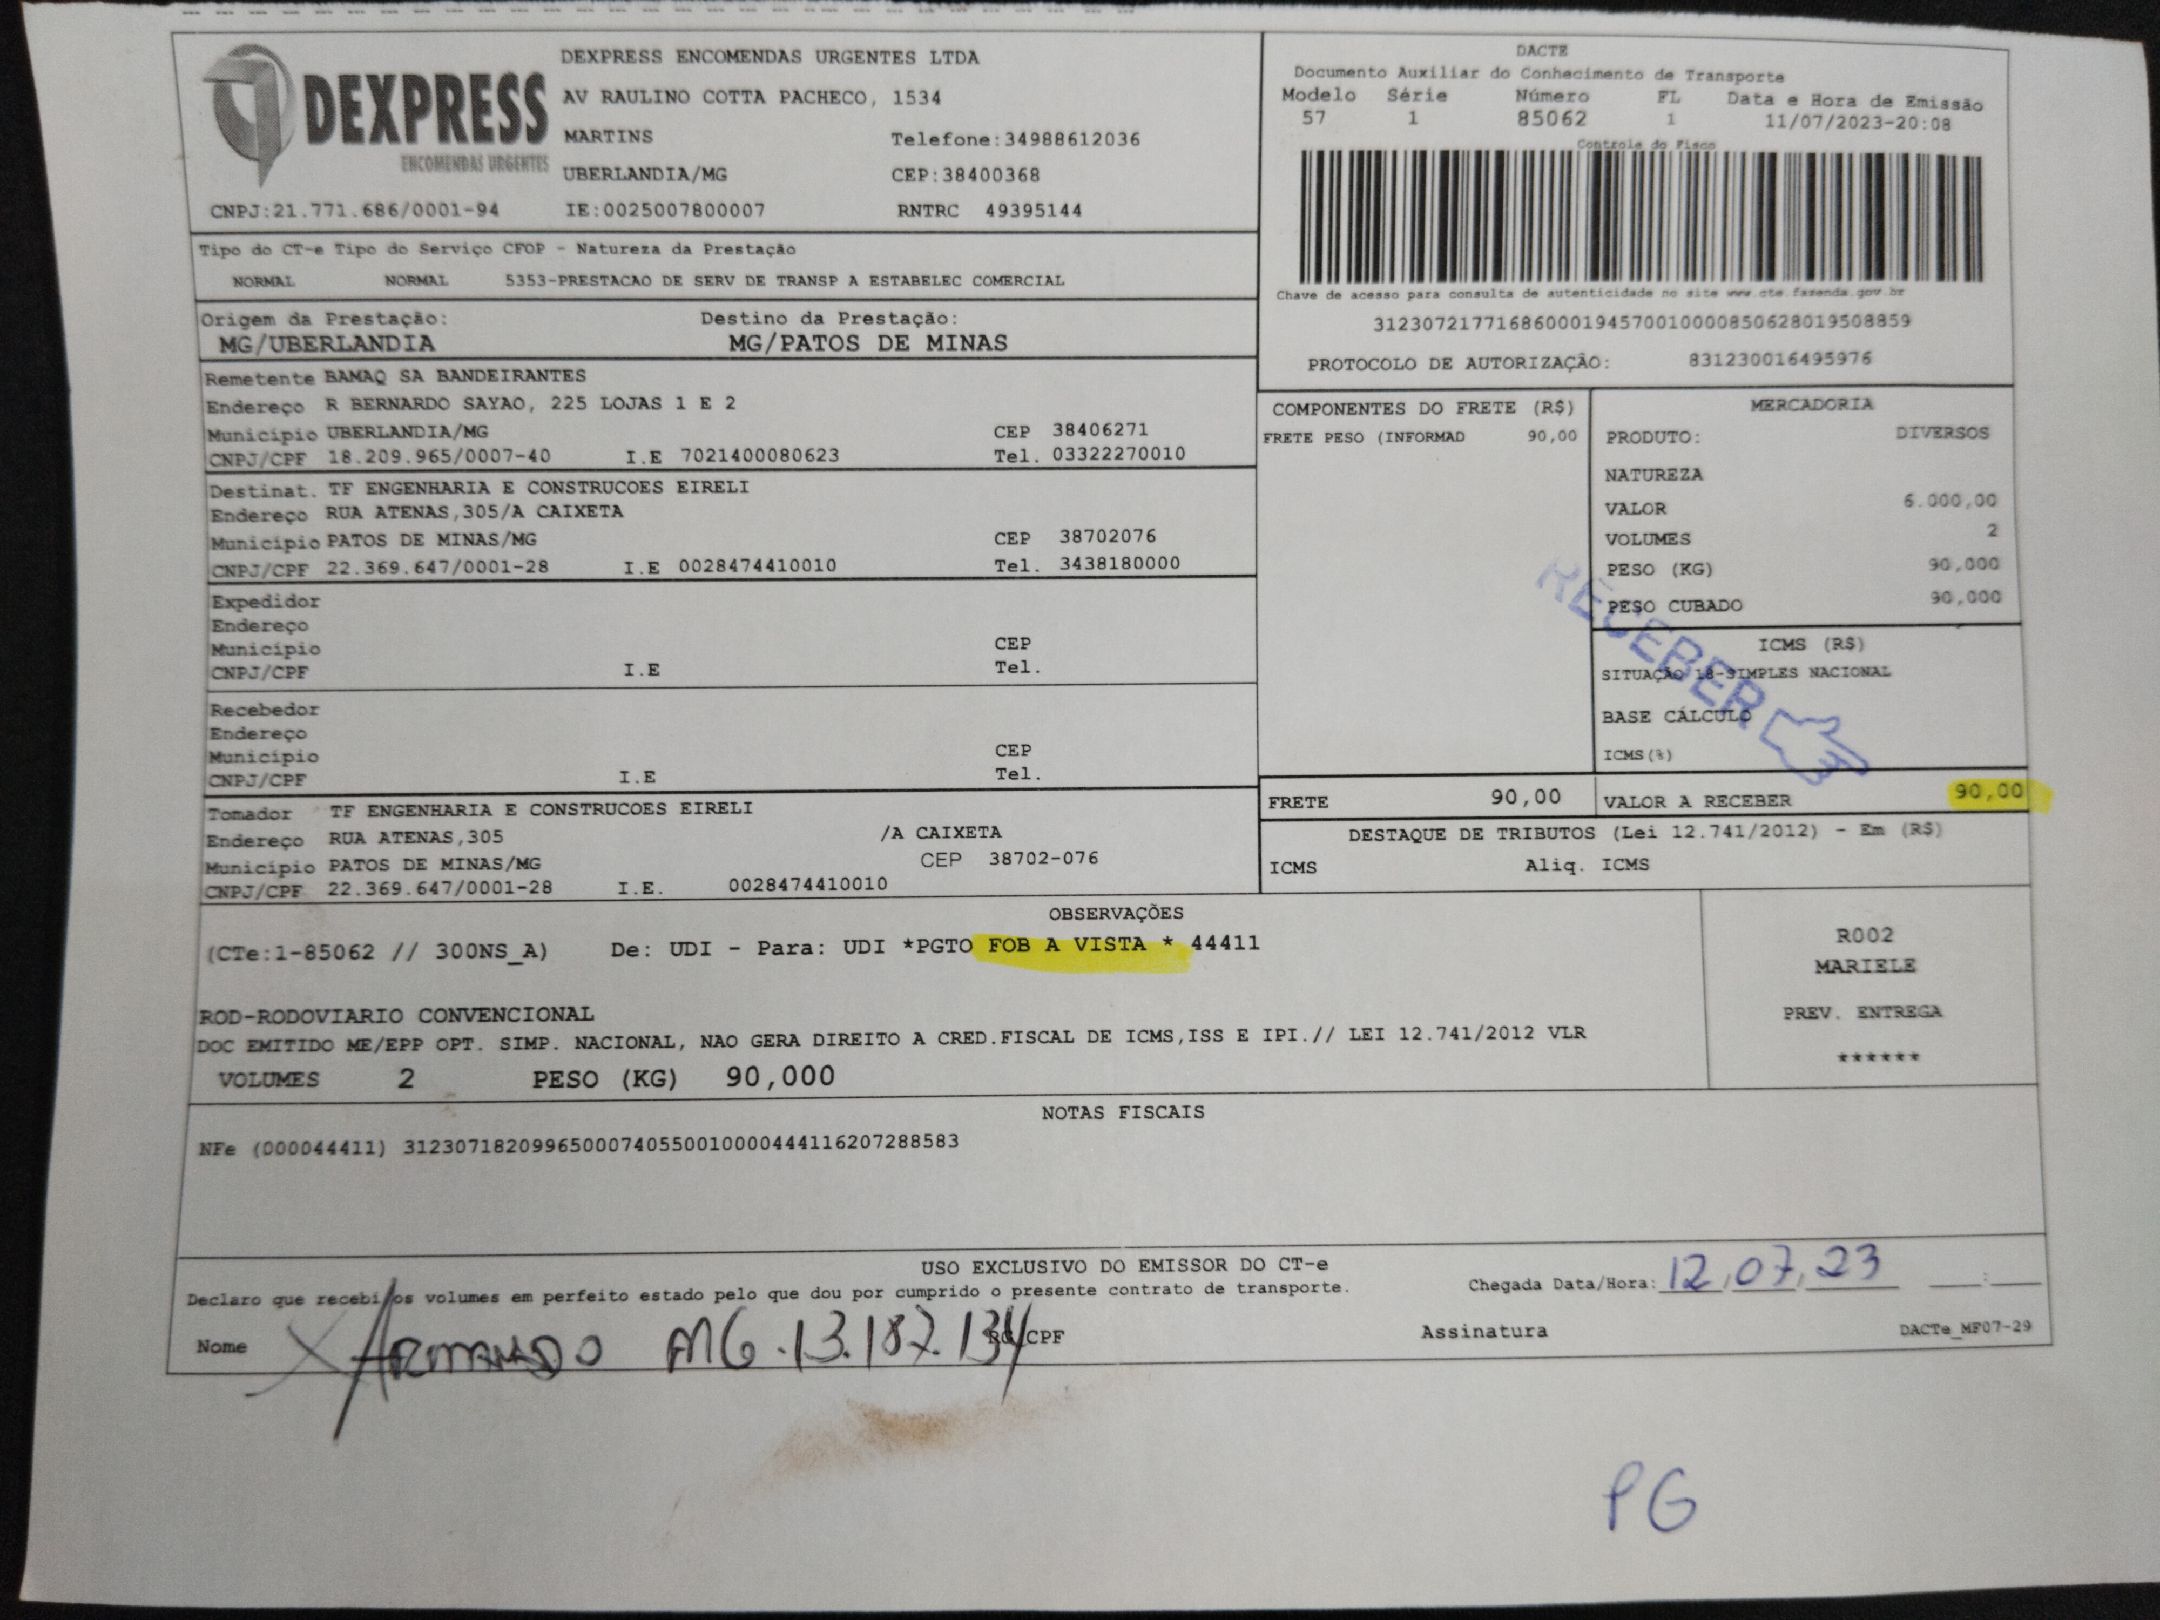 DEXPRESS
ENCOMENDAS URGENTES
DEXPRESS ENCOMENDAS URGENTES LTDA
AV RAULINO COTTA PACHECO, 1534
MARTINS Telefone:34988612036
UBERLANDIA/MG CEP:38400368
CNPJ:21.771.686/0001-94 IE:0025007800007 RNTRC 49395144
DACTE
Documento Auxiliar do Conhecimento de Transporte
Modelo Série Número FL Data e Hora de Emissão
57 1 85062 1 11/07/2023-20:08
Controle do Fisco
Chave de acesso para consulta de autenticidade no site www.cte.fazenda.gov.br
31230721771686000194570010000850628019508859
PROTOCOLO DE AUTORIZAÇÂO: 831230016495976
Tipo do CT-e Tipo do Serviço CFOP - Natureza da Prestação
NORMAL NORMAL 5353-PRESTACAO DE SERV DE TRANSP A ESTABELEC COMERCIAL
Origem da Prestação: Destino da Prestação:
MG/UBERLANDIA MG/PATOS DE MINAS
Remetente BAMAQ SA BANDEIRANTES
Endereço R BERNARDO SAYAO, 225 LOJAS 1 E 2
Município UBERLANDIA/MG CEP 38406271
CNPJ/CPF 18.209.965/0007-40 I.E 7021400080623 Tel. 03322270010
Destinat. TF ENGENHARIA E CONSTRUCOES EIRELI
Endereço RUA ATENAS,305/A CAIXETA
Município PATOS DE MINAS/MG CEP 38702076
CNPJ/CPF 22.369.647/0001-28 I.E 0028474410010 Tel. 3438180000
Expedidor
Endereço
Município CEP
CNPJ/CPF I.E Tel.
Recebedor
Endereço
Município CEP
CNPJ/CPF I.E Tel.
Tomador TF ENGENHARIA E CONSTRUCOES EIRELI
Endereço RUA ATENAS,305 /A CAIXETA
Município PATOS DE MINAS/MG CEP 38702-076
CNPJ/CPF 22.369.647/0001-28 I.E. 0028474410010
COMPONENTES DO FRETE (R$)
FRETE PESO (INFORMAD 90,00
MERCADORIA
PRODUTO: DIVERSOS
NATUREZA
VALOR 6.000,00
VOLUMES 2
PESO (KG) 90,000
PESO CUBADO 90,000
RECEBER
ICMS (R$)
SITUAÇÃO 18-SIMPLES NACIONAL
BASE CÁLCULO
ICMS(%)
FRETE 90,00 VALOR A RECEBER 90,00
DESTAQUE DE TRIBUTOS (Lei 12.741/2012) - Em (R$)
ICMS Aliq. ICMS
OBSERVAÇÕES
(CTe:1-85062 // 300NS_A) De: UDI - Para: UDI *PGTO FOB A VISTA * 44411
ROD-RODOVIARIO CONVENCIONAL
DOC EMITIDO ME/EPP OPT. SIMP. NACIONAL, NAO GERA DIREITO A CRED.FISCAL DE ICMS,ISS E IPI.// LEI 12.741/2012 VLR
VOLUMES 2 PESO (KG) 90,000
R002
MARIELE
PREV. ENTREGA
******
NOTAS FISCAIS
NFe (000044411) 31230718209965000740550010000444116207288583
USO EXCLUSIVO DO EMISSOR DO CT-e
Declaro que recebi os volumes em perfeito estado pelo que dou por cumprido o presente contrato de transporte. Chegada Data/Hora: 12/07/23 :
Nome X ARMANDO MG.13.187.134 RG/CPF Assinatura DACTe_MF07-29
PG